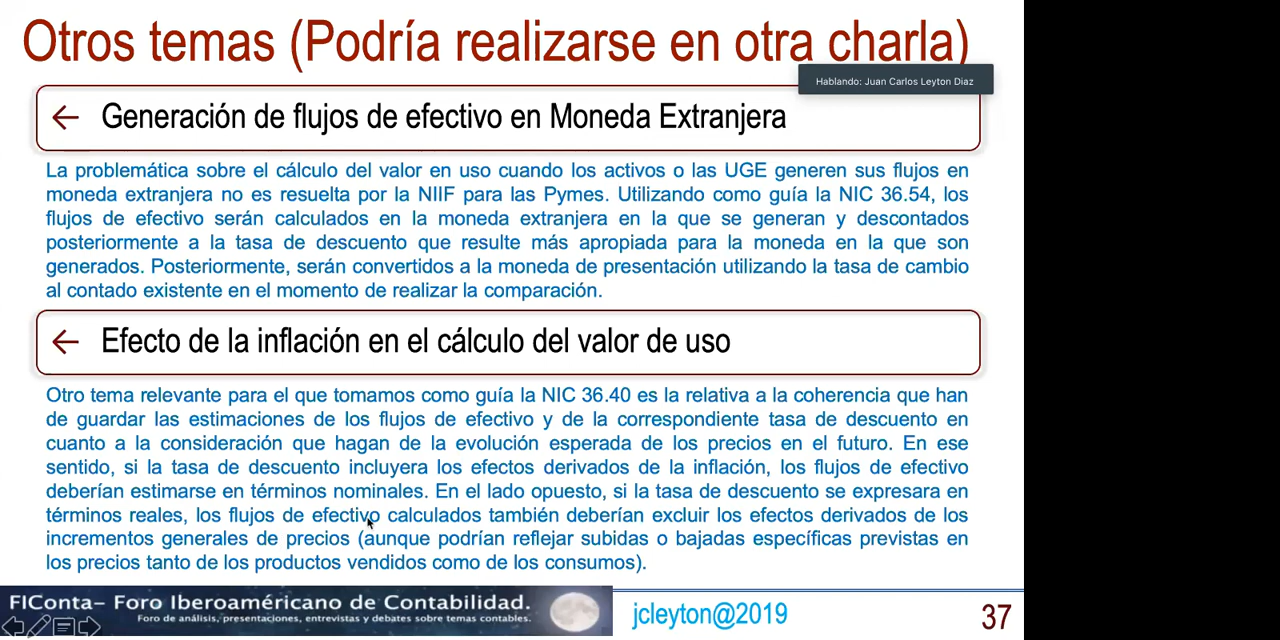 Otros temas (Podría realizarse en otra charla)
Hablando: Juan Carlos Leyton Diaz
Generación de flujos de efectivo en Moneda Extranjera
La problemática sobre el cálculo del valor en uso cuando los activos o las UGE generen sus flujos en
moneda extranjera no es resuelta por la NIIF para las Pymes. Utilizando como guía la NIC 36.54, los
flujos de efectivo serán calculados en la moneda extranjera en la que se generan y descontados
posteriormente a la tasa de descuento que resulte más apropiada para la moneda en la que son
generados. Posteriormente, serán convertidos a la moneda de presentación utilizando la tasa de cambio
al contado existente en el momento de realizar la comparación.
Efecto de la inflación en el cálculo del valor de uso
Otro tema relevante para el que tomamos como guía la NIC 36.40 es la relativa a la coherencia que han
de guardar las estimaciones de los flujos de efectivo y de la correspondiente tasa de descuento en
cuanto a la consideración que hagan de la evolución esperada de los precios en el futuro. En ese
sentido, si la tasa de descuento incluyera los efectos derivados de la inflación, los flujos de efectivo
deberían estimarse en términos nominales. En el lado opuesto, si la tasa de descuento se expresara en
términos reales, los flujos de efectivo calculados también deberían excluir los efectos derivados de los
incrementos generales de precios (aunque podrían reflejar subidas o bajadas específicas previstas en
los precios tanto de los productos vendidos como de los consumos).
FIConta– Foro Iberoaméricano de Contabilidad.
Foro de análisis, presentaciones, entrevistas y debates sobre temas contables.
jcleyton@2019
37